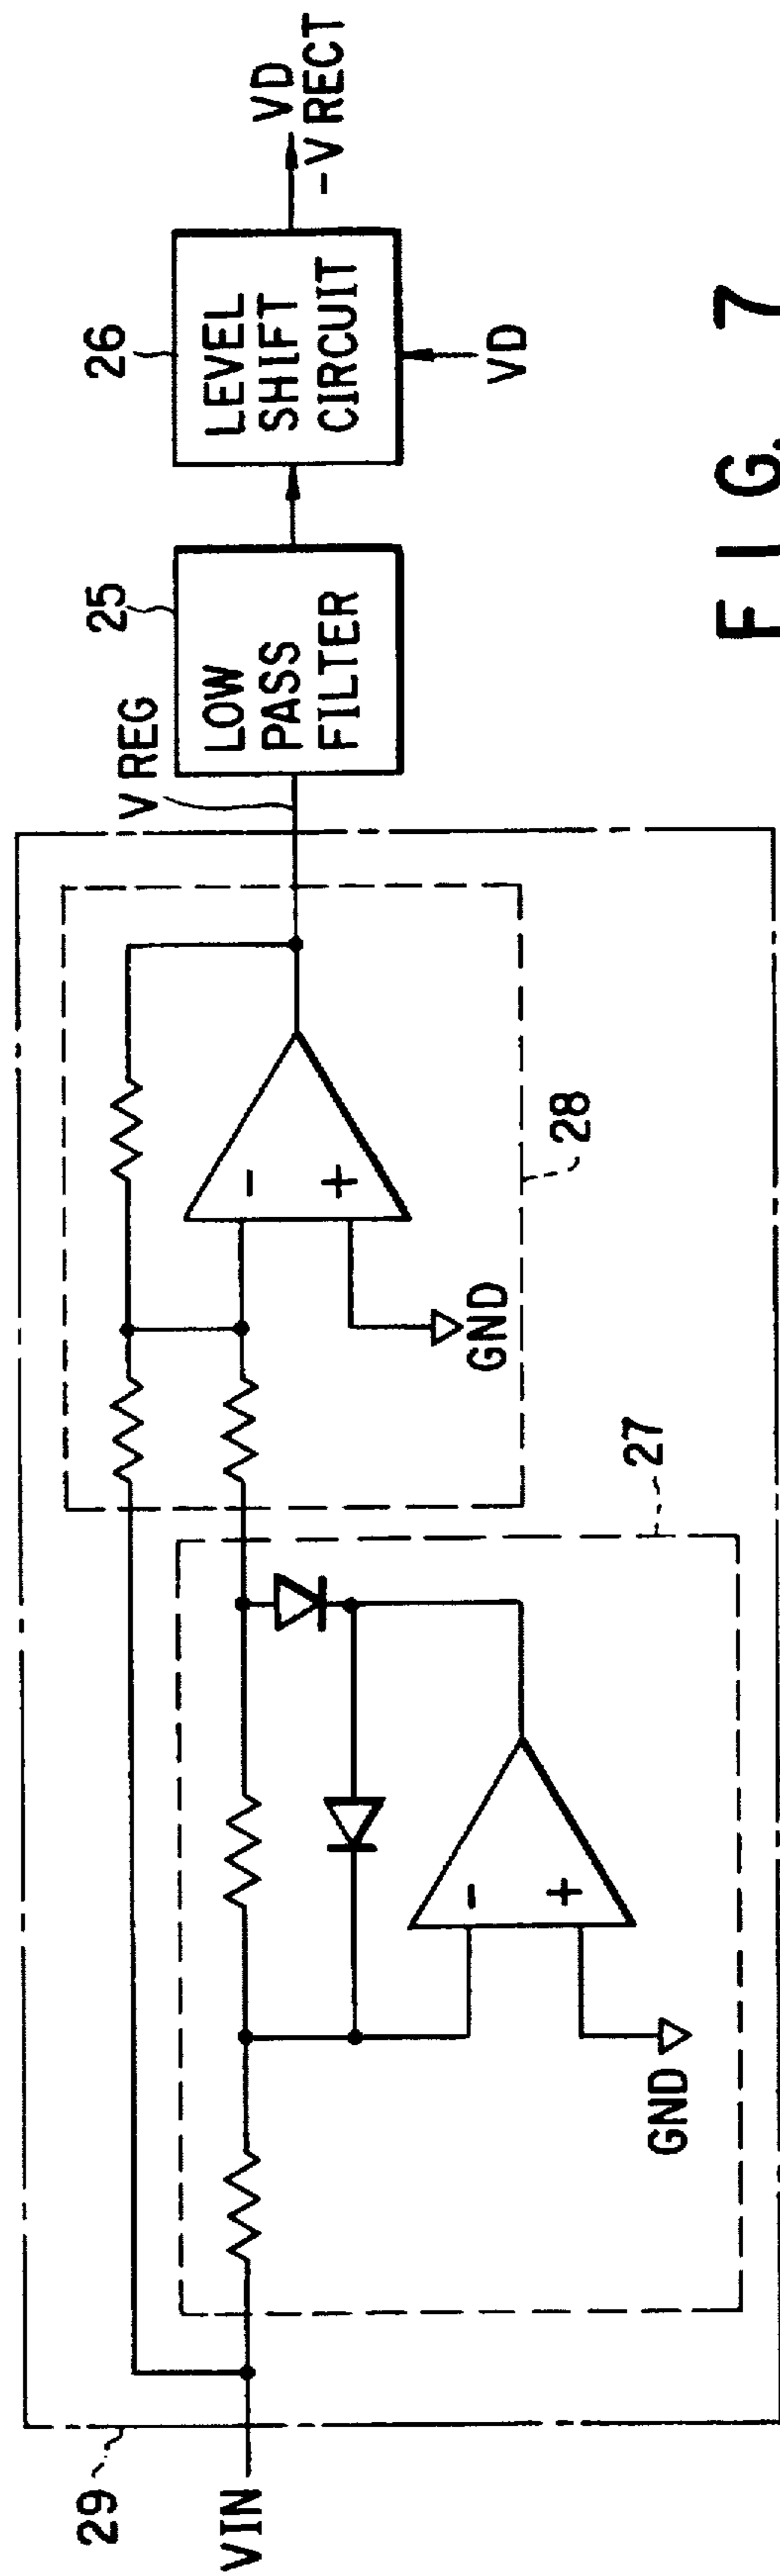 29
VIN
27
GND
-
+
28
GND
-
+
V REG
25
LOW
PASS
FILTER
26
LEVEL
SHIFT
CIRCUIT
VD
VD
-V RECT
FIG. 7